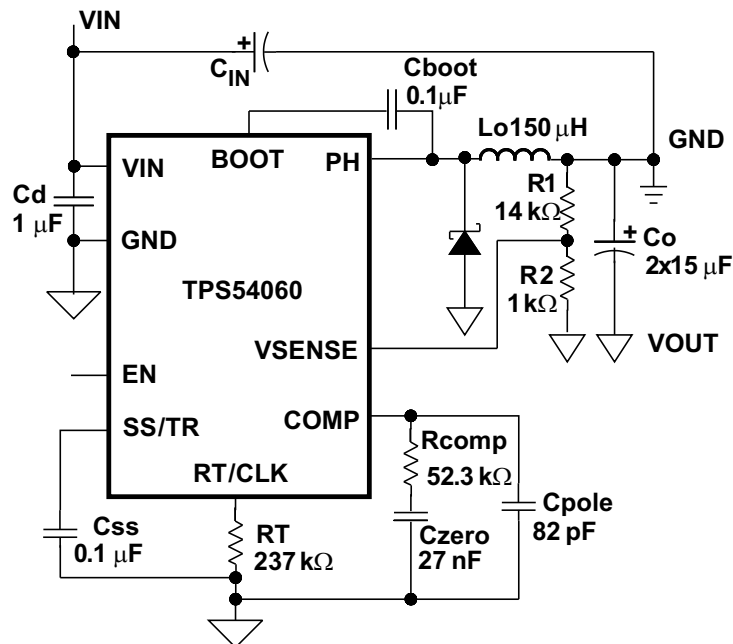 VIN
+
CIN
Cboot
0.1µF
Lo150 µH
GND
BOOT
PH
VIN
Cd
1 µF
R1
14 kΩ
GND
+
Co
2x15 µF
TPS54060
R2
1 kΩ
VSENSE
VOUT
EN
COMP
SS/TR
Rcomp
52.3 kΩ
RT/CLK
Cpole
82 pF
Css
0.1 µF
RT
237 kΩ
Czero
27 nF